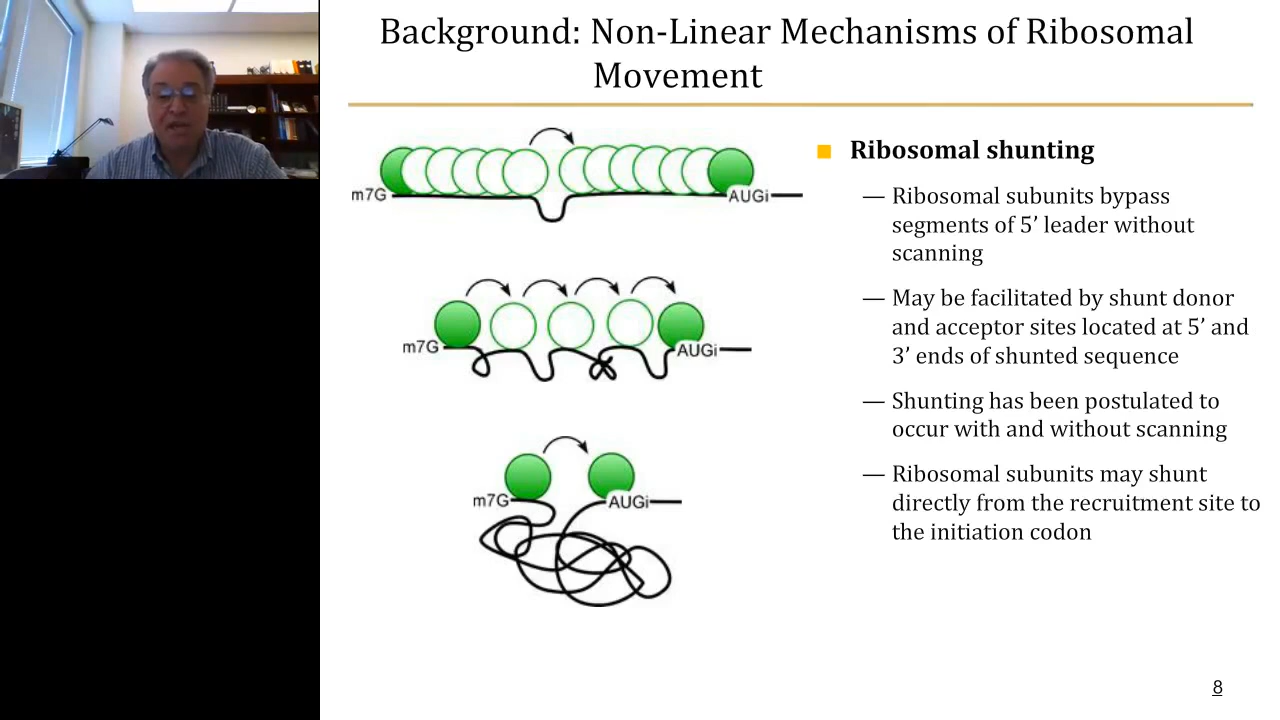 Background: Non-Linear Mechanisms of Ribosomal
Movement
m7G
AUGi
m7G
AUGi
m7G
AUGi
■ Ribosomal shunting
— Ribosomal subunits bypass
segments of 5’ leader without
scanning
— May be facilitated by shunt donor
and acceptor sites located at 5’ and
3’ ends of shunted sequence
— Shunting has been postulated to
occur with and without scanning
— Ribosomal subunits may shunt
directly from the recruitment site to
the initiation codon
8